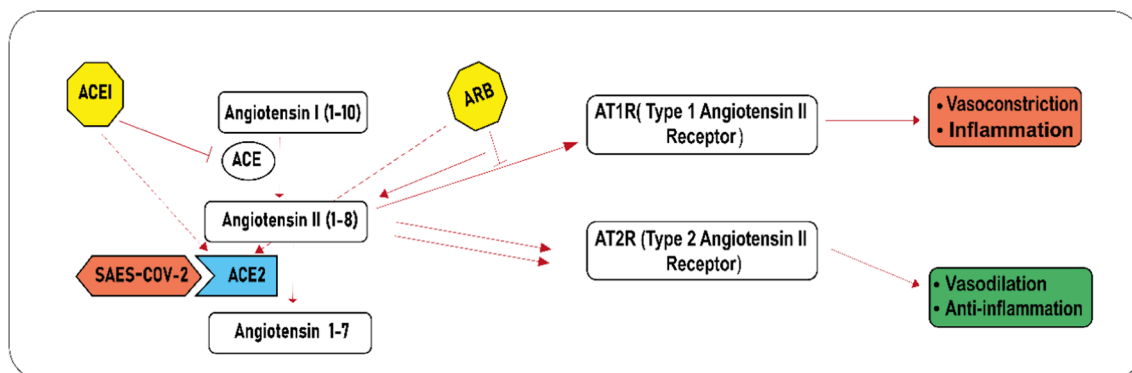 ACEI
Angiotensin I (1-10)
ACE
ARB
AT1R( Type 1 Angiotensin II
Receptor)
• Vasoconstriction
• Inflammation
Angiotensin II (1-8)
AT2R (Type 2 Angiotensin II
Receptor)
SAES-COV-2
ACE2
• Vasodilation
• Anti-inflammation
Angiotensin 1-7